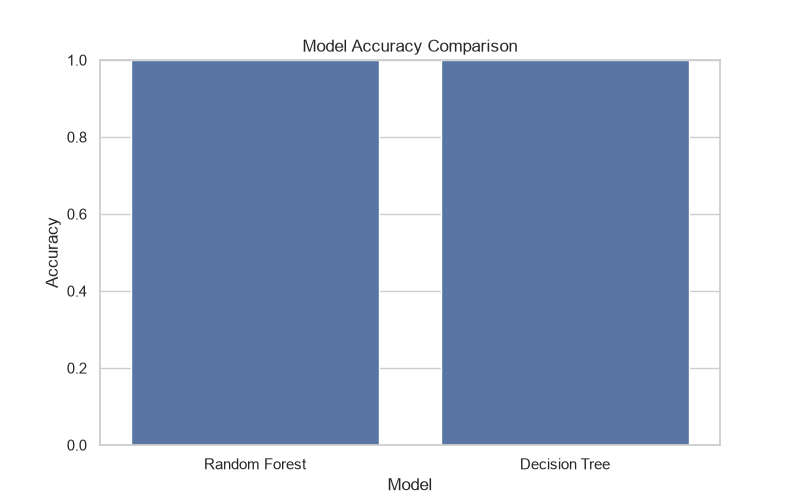 Model Accuracy Comparison
1.0
0.8
0.6
0.4
0.2
0.0
Accuracy
Random Forest
Decision Tree
Model